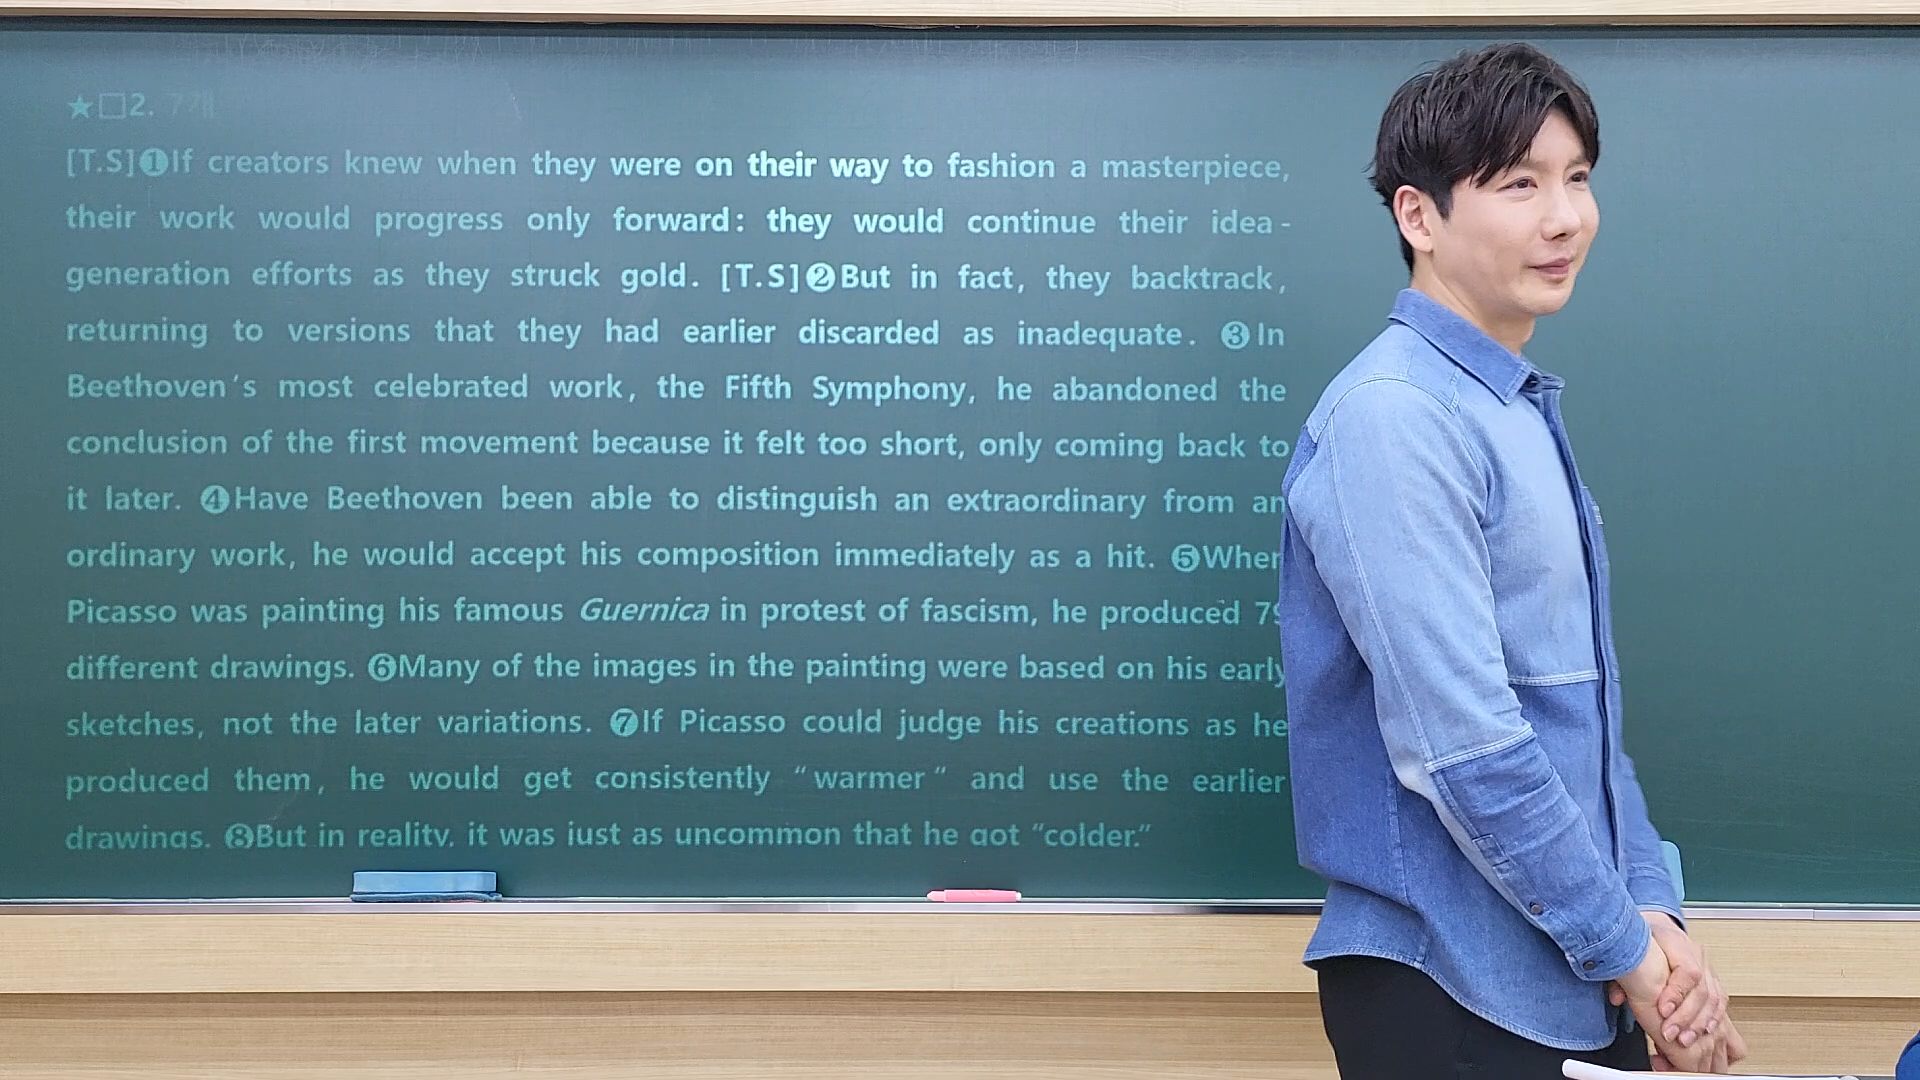 ★□2. 7개
[T.S]❶If creators knew when they were on their way to fashion a masterpiece,
their work would progress only forward: they would continue their idea-
generation efforts as they struck gold. [T.S]❷But in fact, they backtrack,
returning to versions that they had earlier discarded as inadequate. ❸In
Beethoven's most celebrated work, the Fifth Symphony, he abandoned the
conclusion of the first movement because it felt too short, only coming back to
it later. ❹Have Beethoven been able to distinguish an extraordinary from an
ordinary work, he would accept his composition immediately as a hit. ❺When
Picasso was painting his famous Guernica in protest of fascism, he produced 79
different drawings. ❻Many of the images in the painting were based on his early
sketches, not the later variations. ❼If Picasso could judge his creations as he
produced them, he would get consistently “warmer” and use the earlier
drawings. ❽But in reality, it was just as uncommon that he got “colder.”